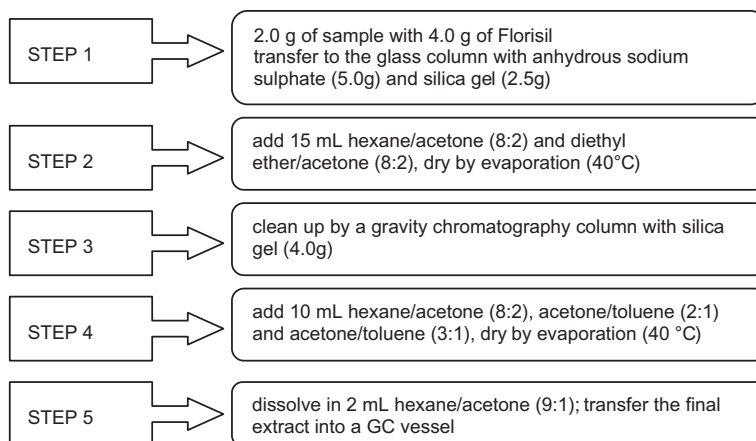 STEP 1
2.0 g of sample with 4.0 g of Florisil
transfer to the glass column with anhydrous sodium
sulphate (5.0g) and silica gel (2.5g)
STEP 2
add 15 mL hexane/acetone (8:2) and diethyl
ether/acetone (8:2), dry by evaporation (40°C)
STEP 3
clean up by a gravity chromatography column with silica
gel (4.0g)
STEP 4
add 10 mL hexane/acetone (8:2), acetone/toluene (2:1)
and acetone/toluene (3:1), dry by evaporation (40 °C)
STEP 5
dissolve in 2 mL hexane/acetone (9:1); transfer the final
extract into a GC vessel